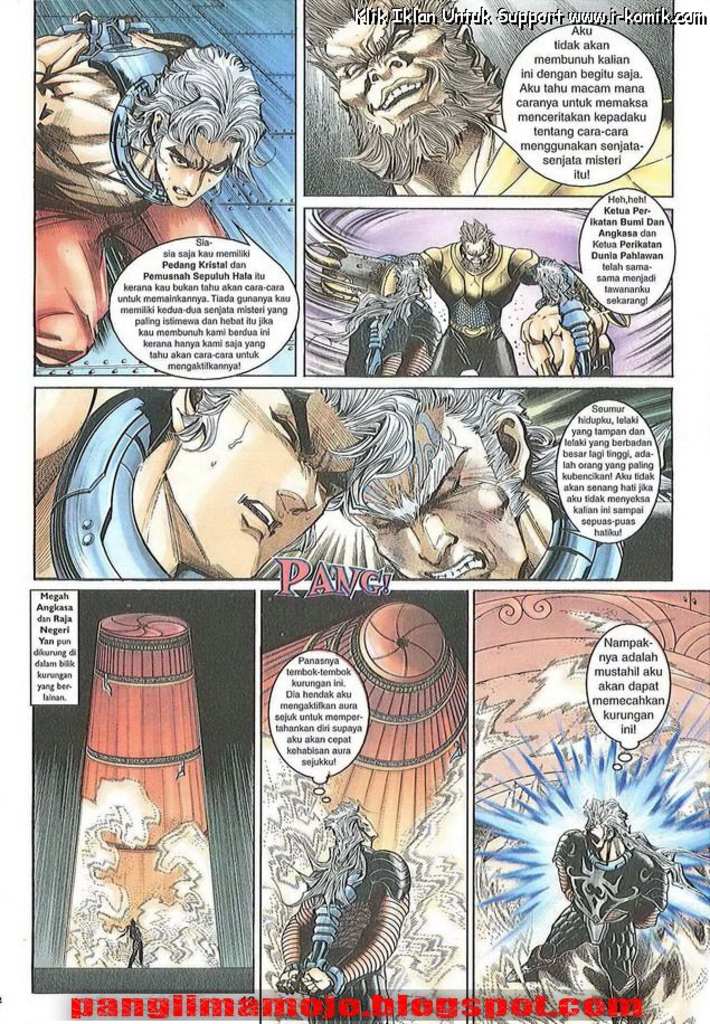 Klik Iklan Untuk Support www.ir-komik.com
Aku
tidak akan
membunuh kalian
ini dengan begitu saja.
Aku tahu macam mana
caranya untuk memaksa
menceritakan kepadaku
tentang cara-cara
menggunakan senjata-
senjata misteri
itu!
Sia-
sia saja kau memiliki
Pedang Kristal dan
Pemusnah Sepuluh Hala itu
kerana kau bukan tahu akan cara-cara
untuk memainkannya. Tiada gunanya kau
memiliki kedua-dua senjata misteri yang
paling istimewa dan hebat itu jika
kau membunuh kami berdua ini
kerana hanya kami saja yang
tahu akan cara-cara untuk
mengaktifkannya!
Heh,heh!
Ketua Per-
ikatan Bumi Dan
Angkasa dan
Ketua Perikatan
Dunia Pahlawan
telah sama-
sama menjadi
tawananku
sekarang!
Seumur
hidupku, lelaki
yang tampan dan
lelaki yang berbadan
besar lagi tinggi, ada-
lah orang yang paling
kubencikan! Aku tidak
akan senang hati jika
aku tidak menyeksa
kalian ini sampai
sepuas-puas
hatiku!
PANG!
Megah
Angkasa
dan Raja
Negeri
Yan pun
dikurung di
dalam bilik
kurungan
yang ber-
lainan.
Panasnya
tembok-tembok
kurungan ini.
Dia hendak aku
mengaktifkan aura
sejuk untuk memper-
tahankan diri supaya
aku akan cepat
kehabisan aura
sejukku!
Nampak-
nya adalah
mustahil aku
akan dapat
memecahkan
kurungan
ini!
panglimamojo.blogspot.com